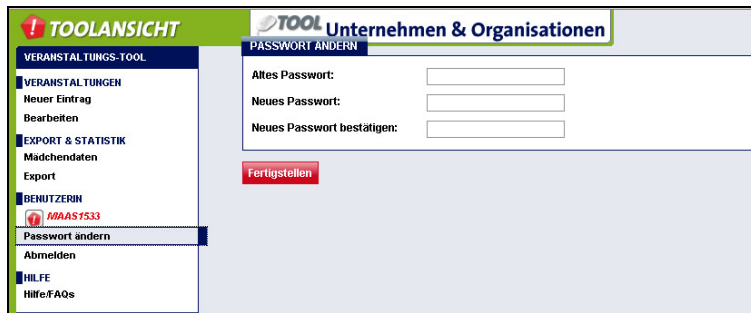 ! TOOLANSICHT
TOOL Unternehmen & Organisationen
VERANSTALTUNGS-TOOL
VERANSTALTUNGEN
Neuer Eintrag
Bearbeiten
EXPORT & STATISTIK
Mädchendaten
Export
BENUTZERIN
! MAAS1533
Passwort ändern
Abmelden
HILFE
Hilfe/FAQs
PASSWORT ÄNDERN
Altes Passwort:
Neues Passwort:
Neues Passwort bestätigen:
Fertigstellen